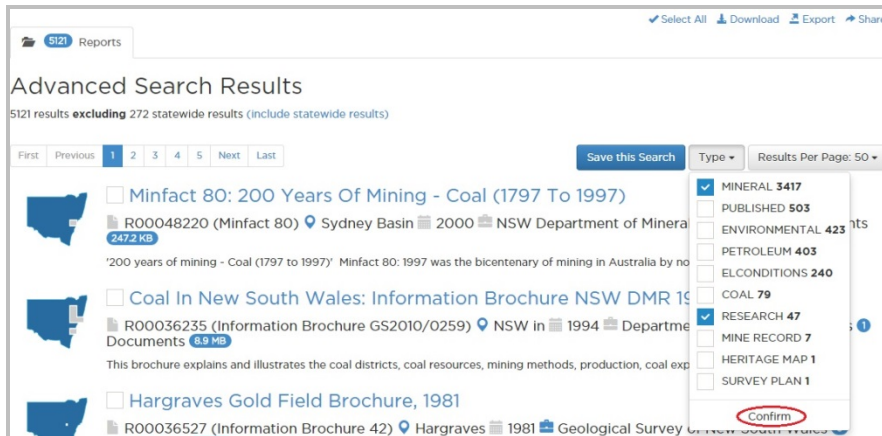 Select All Download Export Share
5121 Reports
Advanced Search Results
5121 results excluding 272 statewide results (include statewide results)
First Previous 1 2 3 4 5 Next Last Save this Search Type Results Per Page: 50
MINERAL 3417
PUBLISHED 503
ENVIRONMENTAL 423
PETROLEUM 403
ELCONDITIONS 240
COAL 79
RESEARCH 47
MINE RECORD 7
HERITAGE MAP 1
SURVEY PLAN 1
Confirm
Minfact 80: 200 Years Of Mining - Coal (1797 To 1997)
R00048220 (Minfact 80) Sydney Basin 2000 NSW Department of Minera
247.2 KB
'200 years of mining - Coal (1797 to 1997)' Minfact 80: 1997 was the bicentenary of mining in Australia by no
Coal In New South Wales: Information Brochure NSW DMR 19
R00036235 (Information Brochure GS2010/0259) NSW in 1994 Departme 1
Documents 8.9 MB
This brochure explains and illustrates the coal districts, coal resources, mining methods, production, coal exp
Hargraves Gold Field Brochure, 1981
R00036527 (Information Brochure 42) Hargraves 1981 Geological Survey of New South Wales